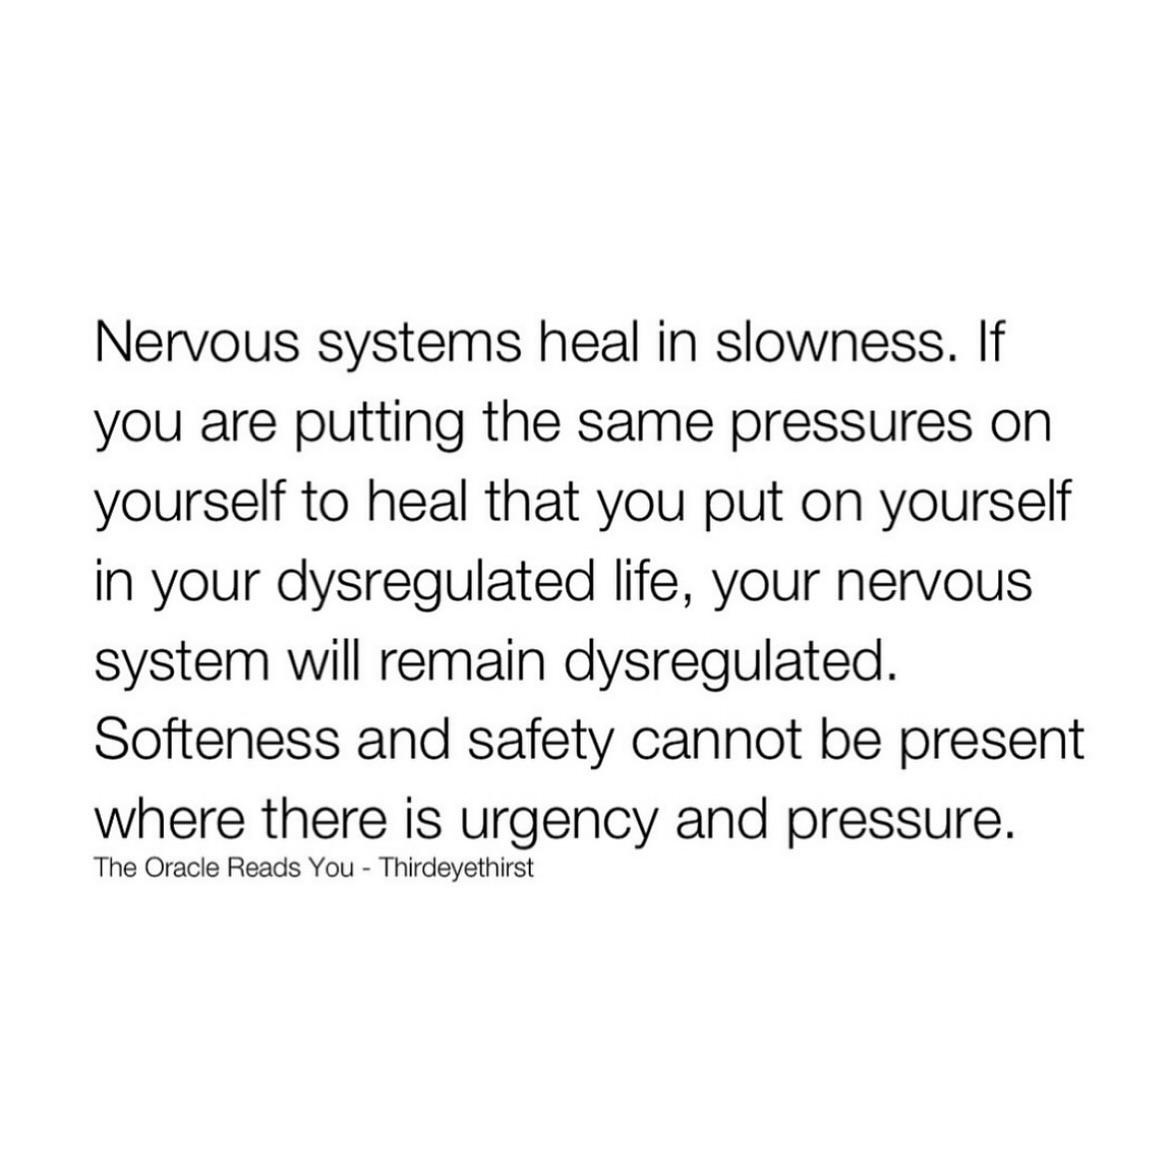 Nervous systems heal in slowness. If
you are putting the same pressures on
yourself to heal that you put on yourself
in your dysregulated life, your nervous
system will remain dysregulated.
Softeness and safety cannot be present
where there is urgency and pressure.
The Oracle Reads You - Thirdeyethirst